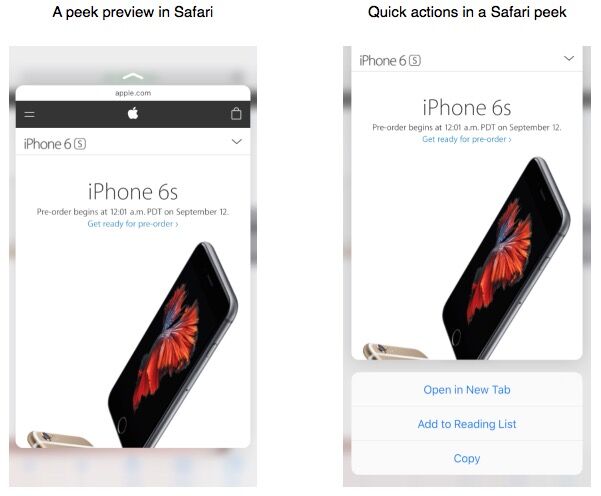 A peek preview in Safari
apple.com
iPhone 6 S
iPhone 6s
Pre-order begins at 12:01 a.m. PDT on September 12.
Get ready for pre-order ›
Quick actions in a Safari peek
iPhone 6 S
iPhone 6s
Pre-order begins at 12:01 a.m. PDT on September 12.
Get ready for pre-order ›
Open in New Tab
Add to Reading List
Copy